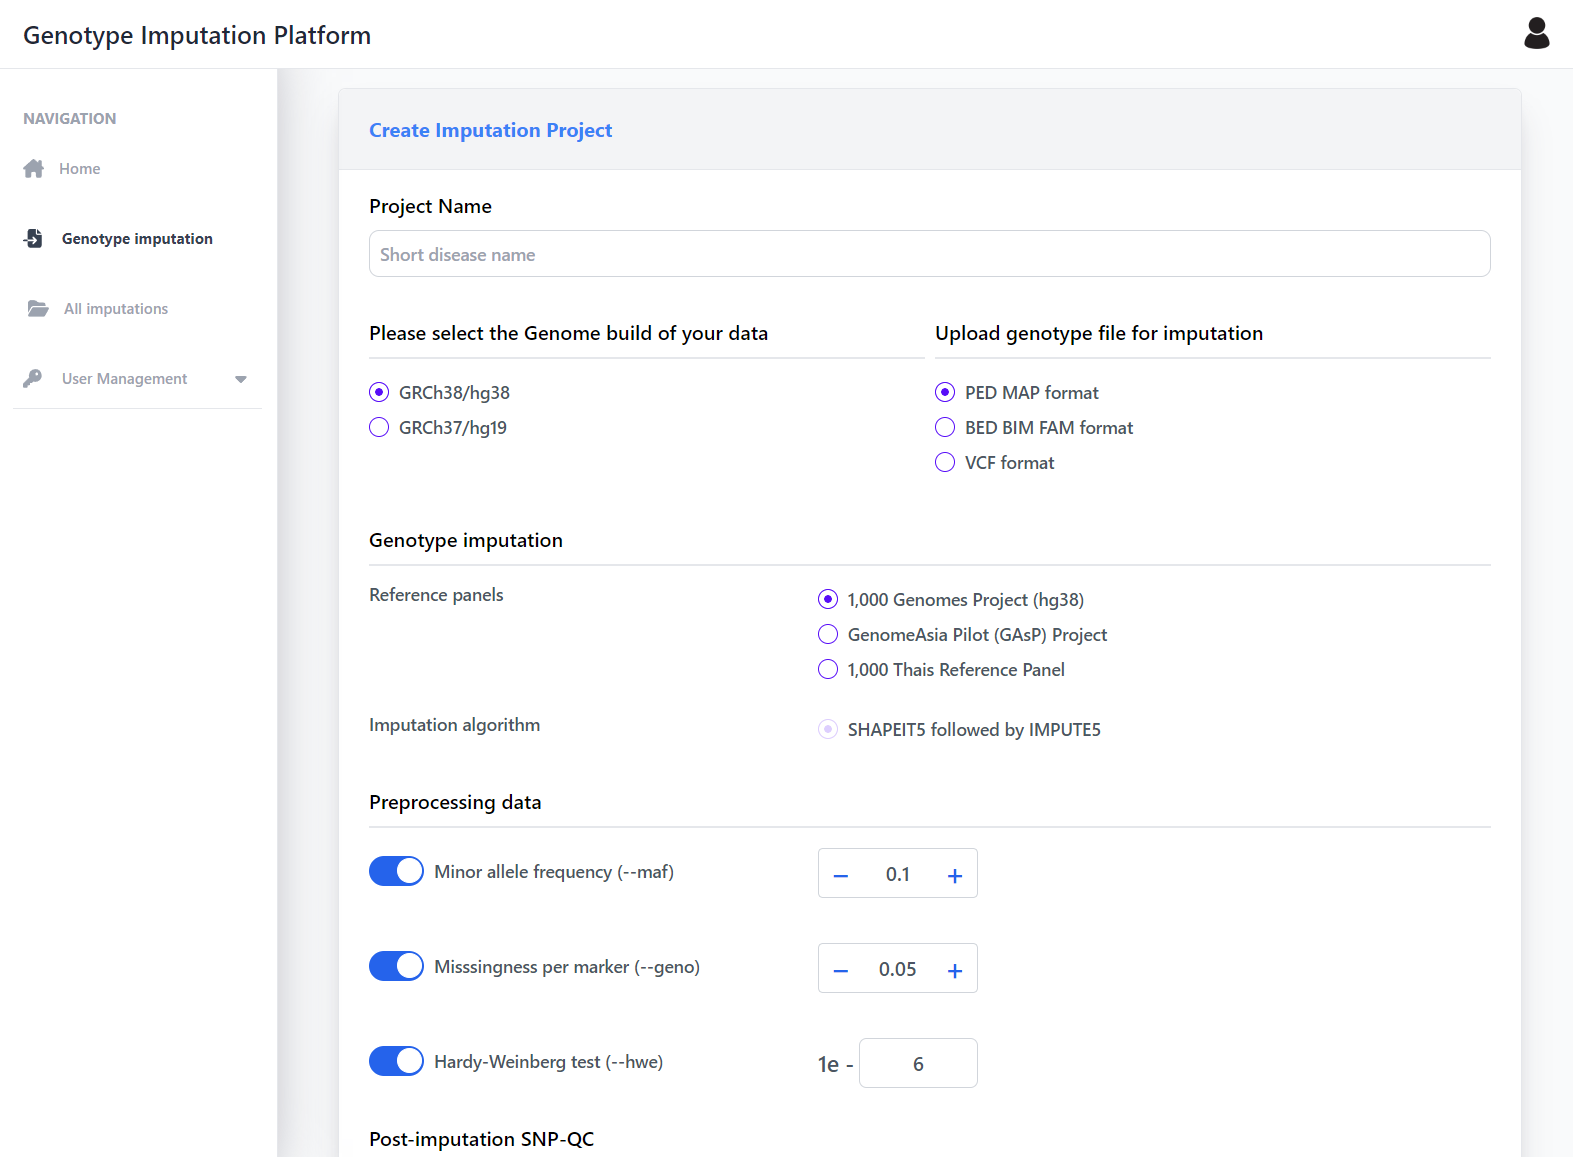 Genotype Imputation Platform
NAVIGATION
Home
Genotype imputation
All imputations
User Management
Create Imputation Project
Project Name
Short disease name
Please select the Genome build of your data
GRCh38/hg38
GRCh37/hg19
Upload genotype file for imputation
PED MAP format
BED BIM FAM format
VCF format
Genotype imputation
Reference panels
1,000 Genomes Project (hg38)
GenomeAsia Pilot (GAsP) Project
1,000 Thais Reference Panel
Imputation algorithm
SHAPEIT5 followed by IMPUTE5
Preprocessing data
Minor allele frequency (--maf)
− 0.1 +
Misssingness per marker (--geno)
− 0.05 +
Hardy-Weinberg test (--hwe)
1e - 6
Post-imputation SNP-QC